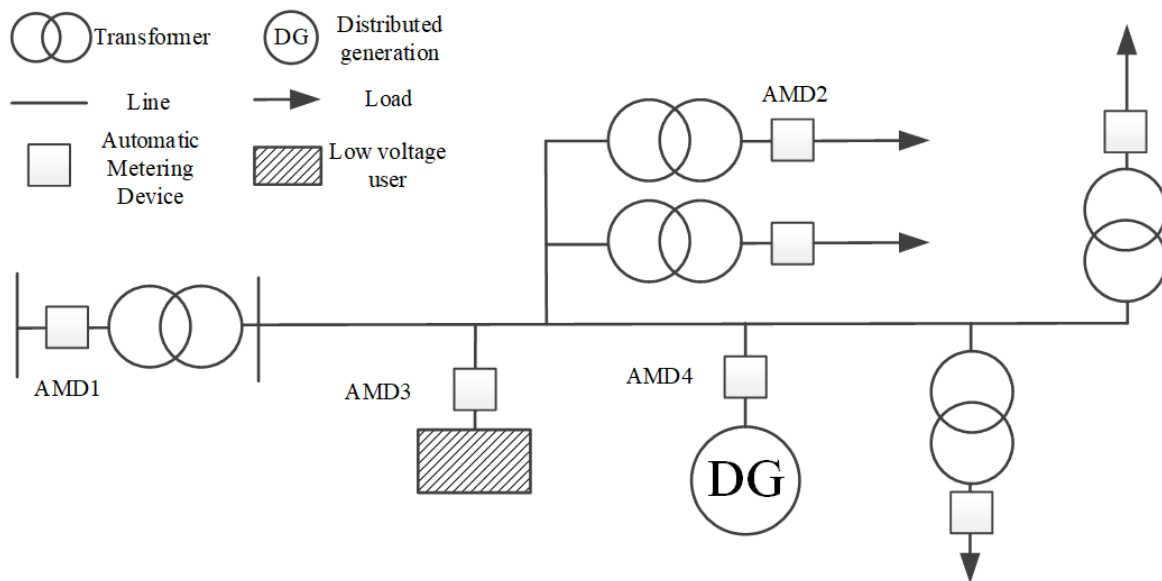 Transformer
DG
Distributed
generation
Line
Load
Automatic
Metering
Device
Low voltage
user
AMD2
AMD1
AMD3
AMD4
DG